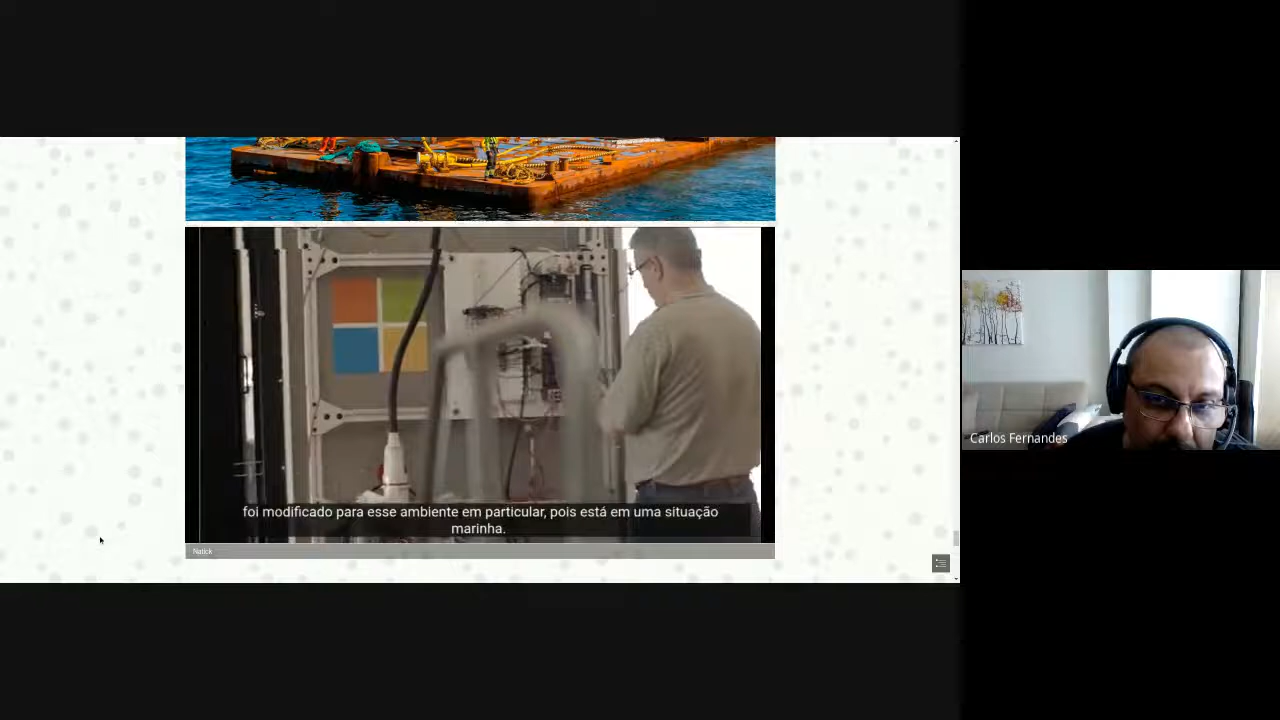 foi modificado para esse ambiente em particular, pois está em uma situação
marinha.
Natick
Carlos Fernandes